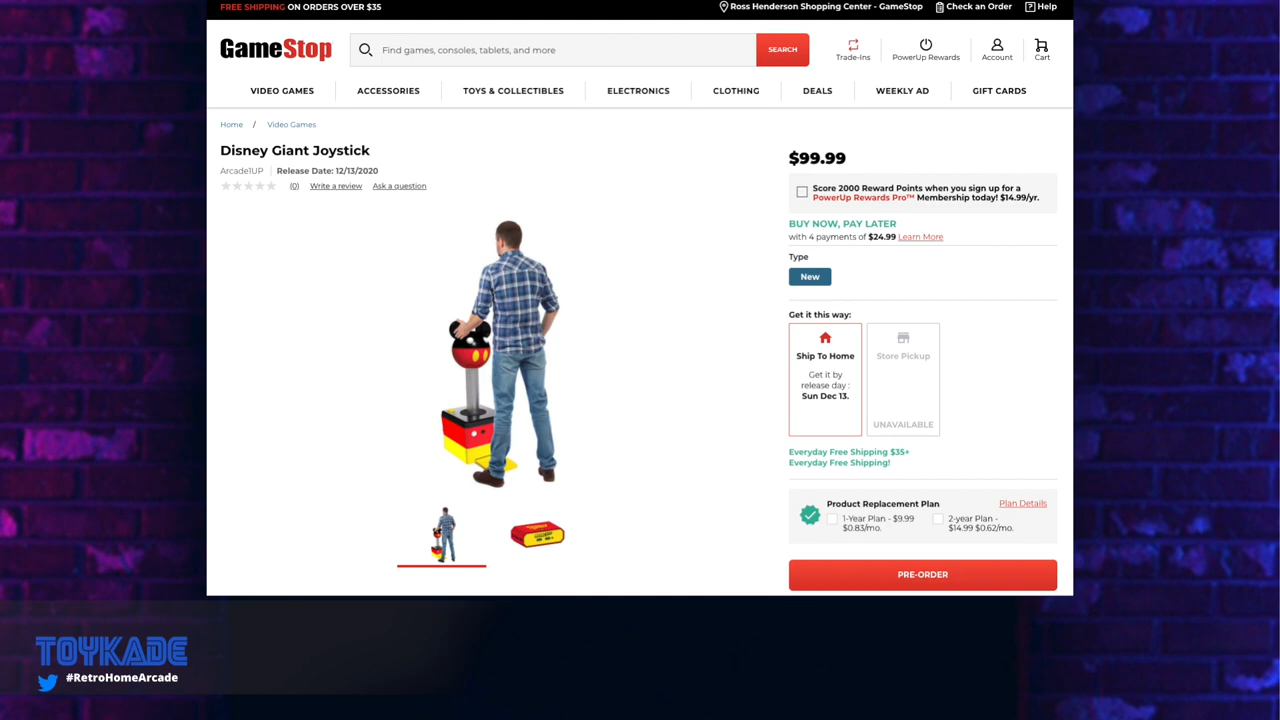 FREE SHIPPING ON ORDERS OVER $35
Ross Henderson Shopping Center - GameStop
Check an Order
Help
GameStop
Find games, consoles, tablets, and more
SEARCH
Trade-Ins
PowerUp Rewards
Account
Cart
VIDEO GAMES
ACCESSORIES
TOYS & COLLECTIBLES
ELECTRONICS
CLOTHING
DEALS
WEEKLY AD
GIFT CARDS
Home / Video Games
Disney Giant Joystick
Arcade1UP | Release Date: 12/13/2020
(0) Write a review Ask a question
$99.99
Score 2000 Reward Points when you sign up for a
PowerUp Rewards Pro™ Membership today! $14.99/yr.
BUY NOW, PAY LATER
with 4 payments of $24.99 Learn More
Type
New
Get it this way:
Ship To Home
Get it by
release day :
Sun Dec 13.
Store Pickup
UNAVAILABLE
Everyday Free Shipping $35+
Everyday Free Shipping!
Product Replacement Plan
Plan Details
1-Year Plan - $9.99
$0.83/mo.
2-year Plan -
$14.99 $0.62/mo.
PRE-ORDER
TOYKADE
#RetroHomeArcade